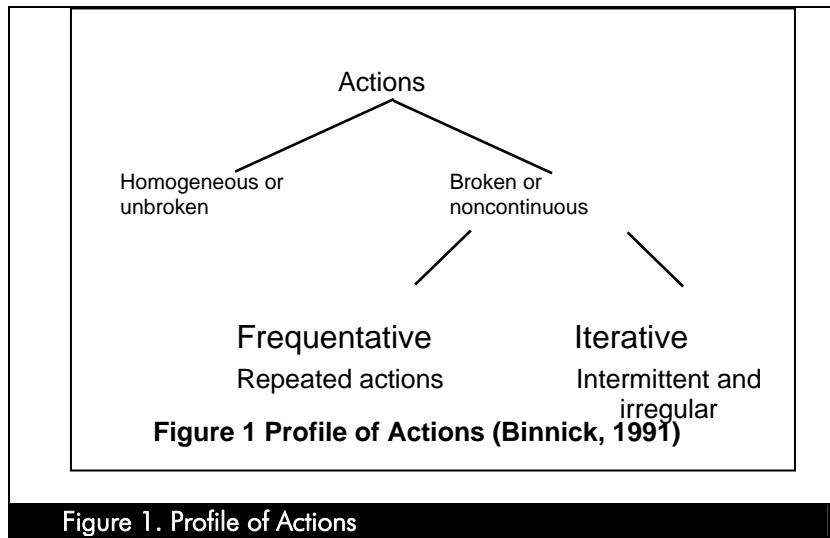 Actions
Homogeneous or
unbroken
Broken or
noncontinuous
Frequentative
Repeated actions
Iterative
Intermittent and
irregular
Figure 1 Profile of Actions (Binnick, 1991)
Figure 1. Profile of Actions